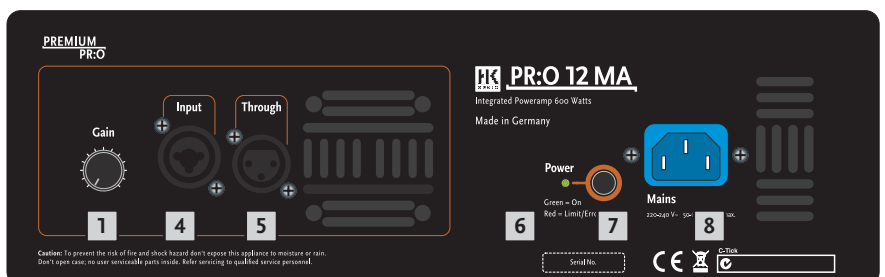 PREMIUM
PR:O
Gain
Input
Through
1
4
5
HK PR:O 12 MA
Integrated Poweramp 600 Watts
Made in Germany
Power
Green = On
Red = Limit/Erro
Mains
220-240 V~ 50-
6
7
8
Caution: To prevent the risk of fire and shock hazard don't expose this appliance to moisture or rain.
Don't open case; no user serviceable parts inside. Refer servicing to qualified service personnel.
Serial No.
CE
C-Tick